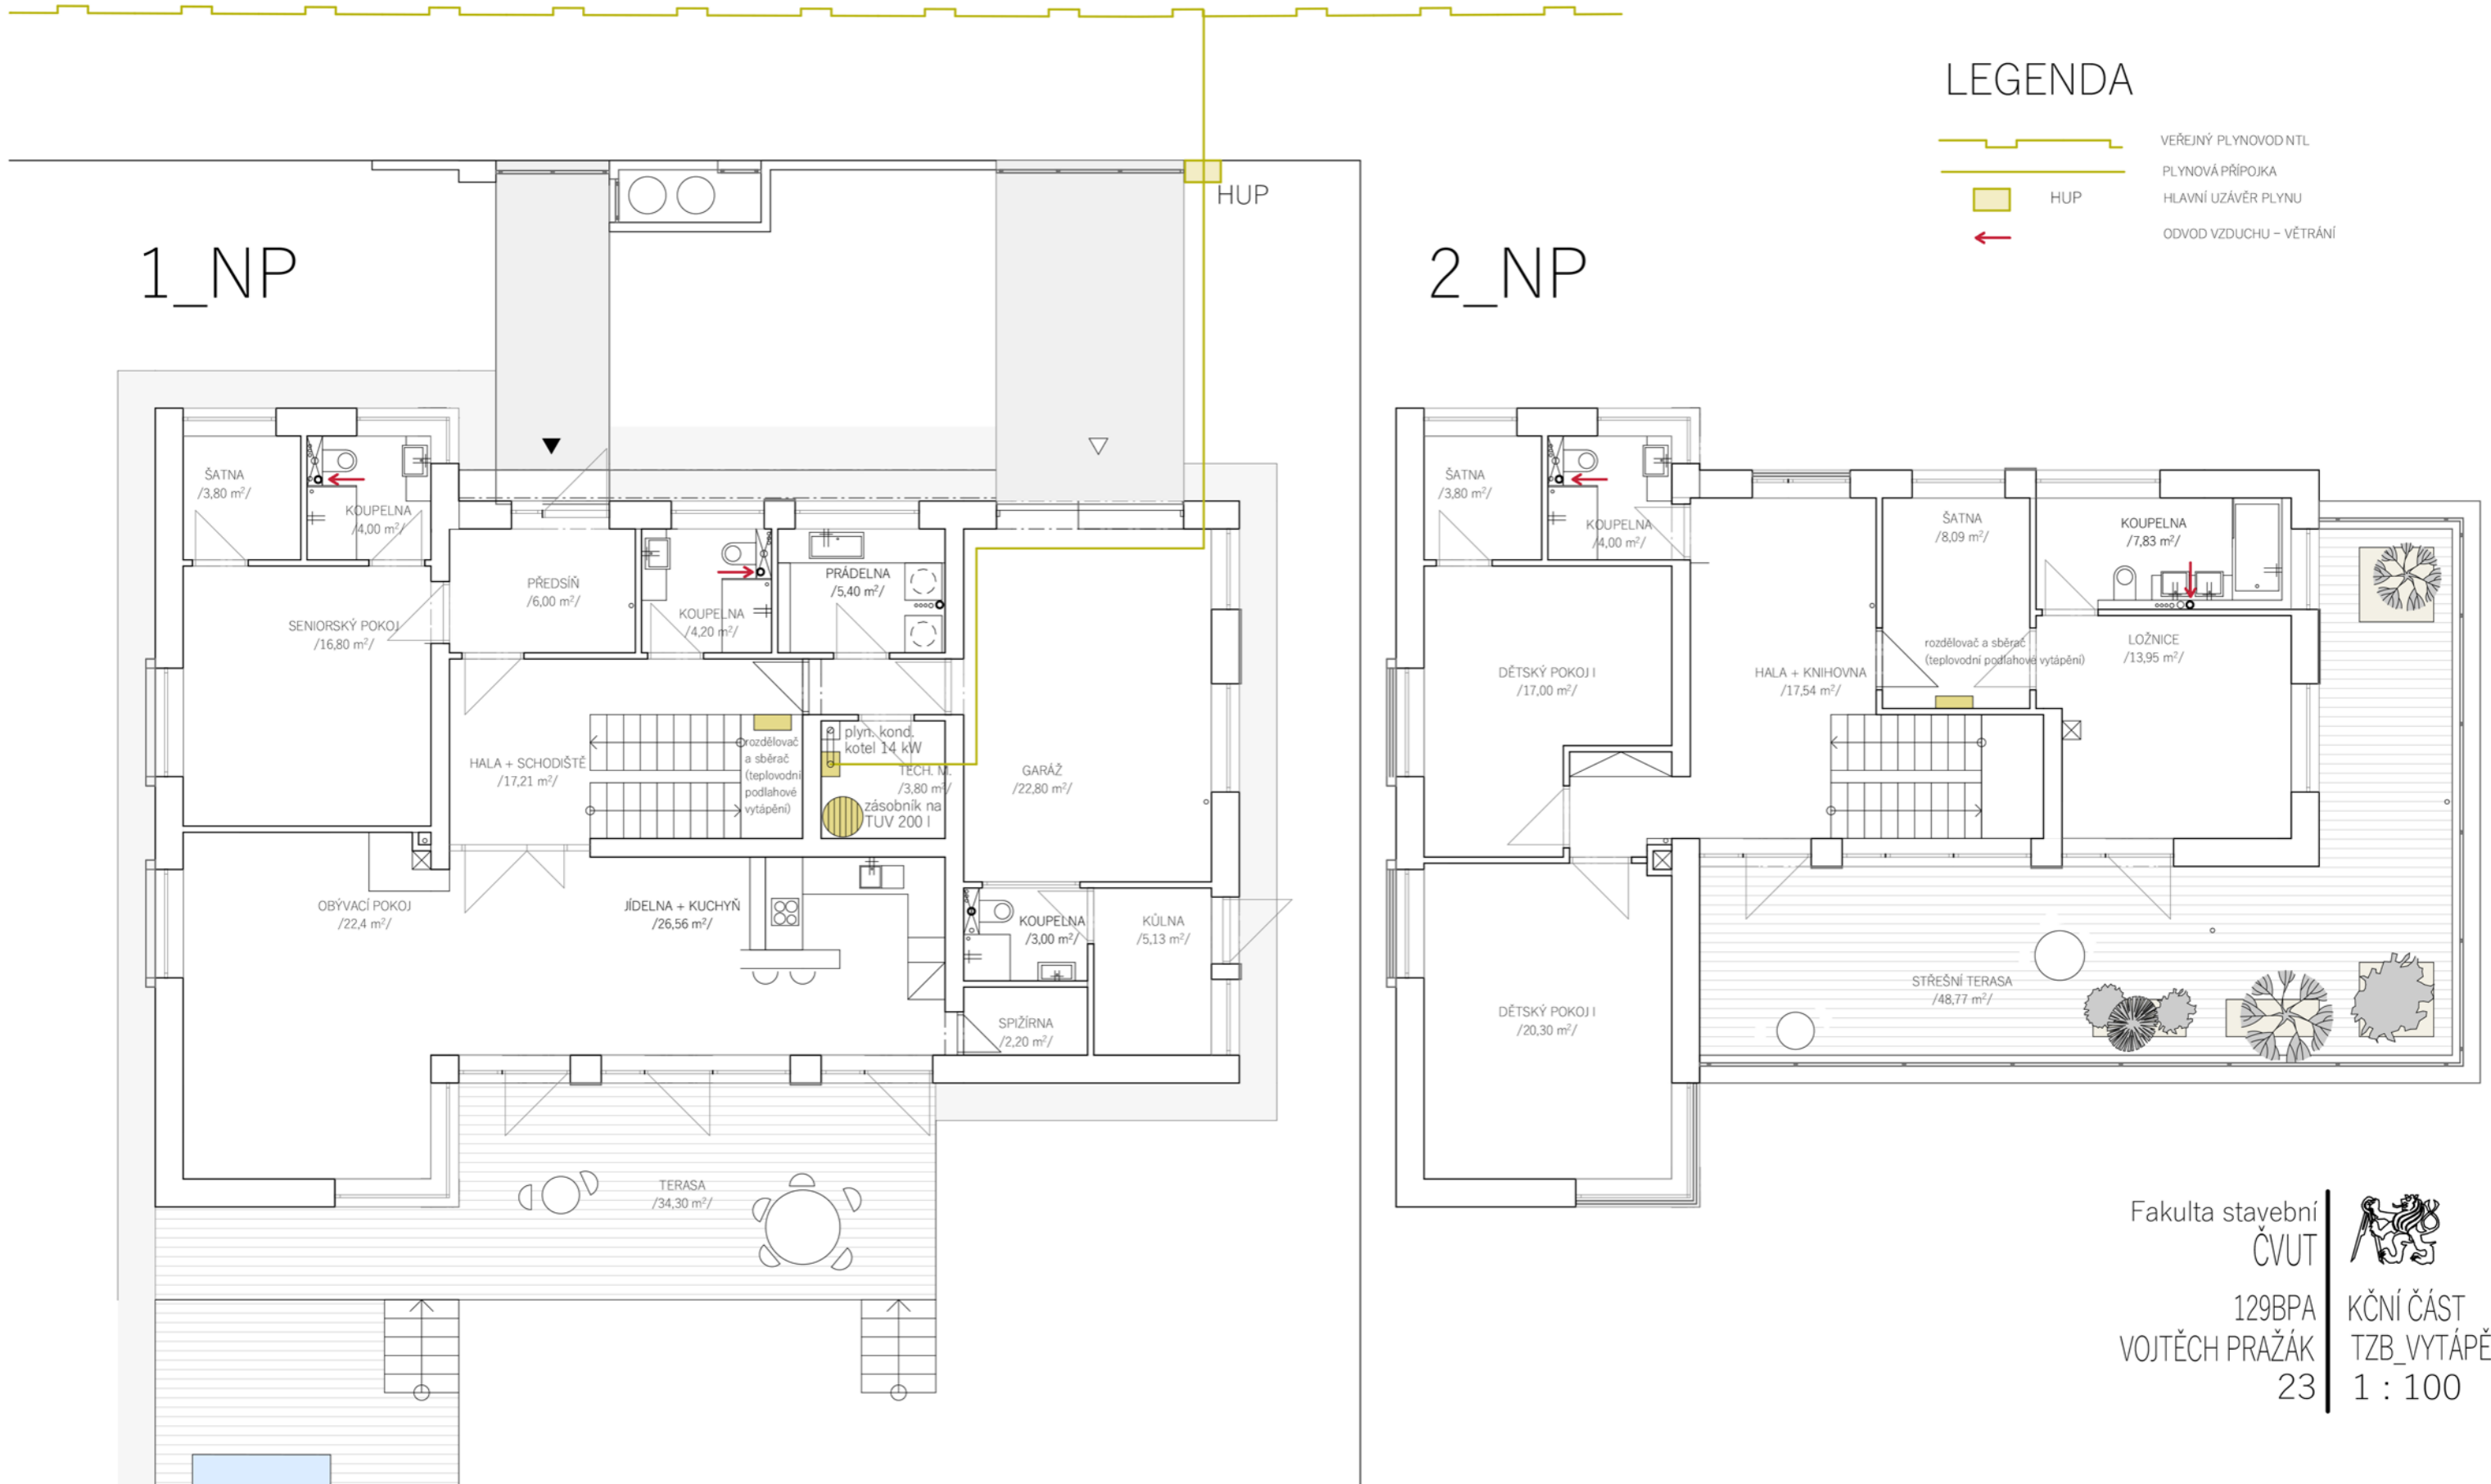 LEGENDA
VEŘEJNÝ PLYNOVOD NTL
PLYNOVÁ PŘÍPOJKA
HUP
HLAVNÍ UZÁVĚR PLYNU
ODVOD VZDUCHU – VĚTRÁNÍ
HUP
1_NP
ŠATNA
/3,80 m²/
KOUPELNA
/4,00 m²/
PŘEDSÍŇ
/6,00 m²/
KOUPELNA
/4,20 m²/
PRÁDELNA
/5,40 m²/
SENIORSKÝ POKOJ
/16,80 m²/
HALA + SCHODIŠTĚ
/17,21 m²/
rozdělovač
a sběrač
(teplovodní
podlahové
vytápění)
plyn. kond.
kotel 14 kW
TECH. M.
/3,80 m²/
zásobník na
TUV 200 l
GARÁŽ
/22,80 m²/
OBÝVACÍ POKOJ
/22,4 m²/
JÍDELNA + KUCHYŇ
/26,56 m²/
KOUPELNA
/3,00 m²/
KŮLNA
/5,13 m²/
SPIŽÍRNA
/2,20 m²/
TERASA
/34,30 m²/
2_NP
ŠATNA
/3,80 m²/
KOUPELNA
/4,00 m²/
ŠATNA
/8,09 m²/
KOUPELNA
/7,83 m²/
DĚTSKÝ POKOJ I
/17,00 m²/
HALA + KNIHOVNA
/17,54 m²/
rozdělovač a sběrač
(teplovodní podlahové vytápění)
LOŽNICE
/13,95 m²/
DĚTSKÝ POKOJ I
/20,30 m²/
STŘEŠNÍ TERASA
/48,77 m²/
Fakulta stavební
ČVUT
129BPA
VOJTĚCH PRAŽÁK
23
KČNÍ ČÁST
TZB_VYTÁPĚ
1 : 100